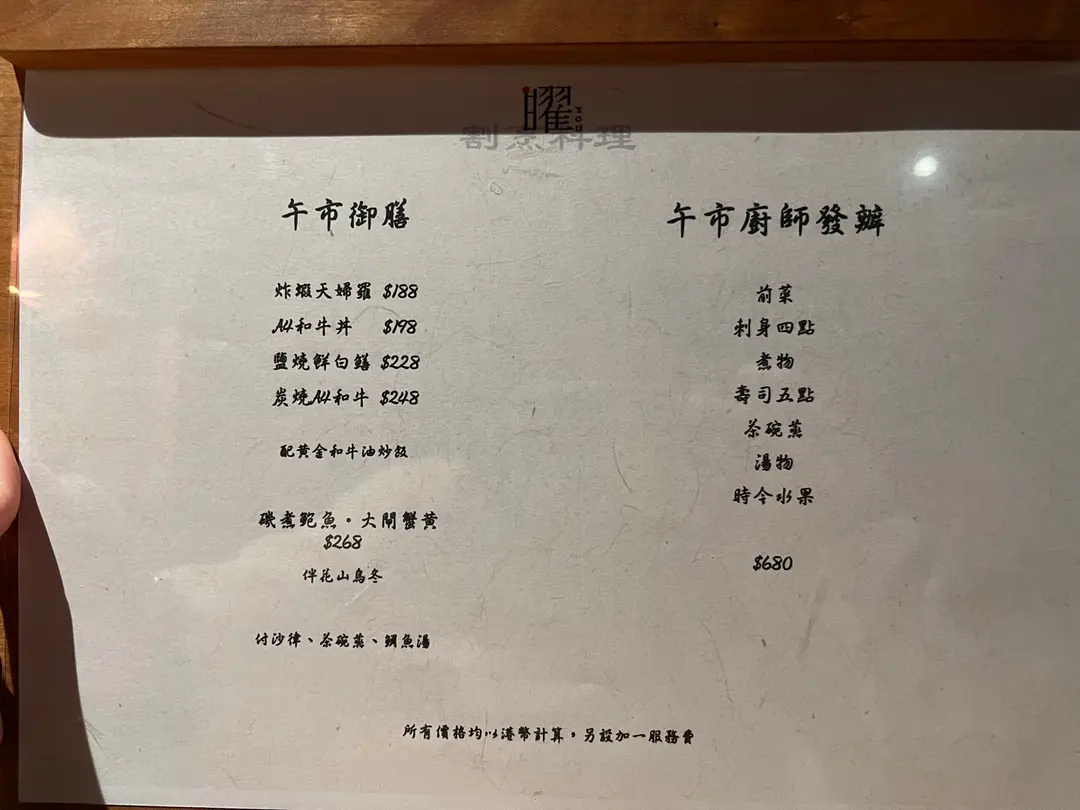 曜
YOU
割烹料理
午市御膳
炸蝦天婦羅 $188
A4和牛丼 $198
鹽燒鮮白鱔 $228
炭燒A4和牛 $248
配黃金和牛油炒飯
磯煮鮑魚·大閘蟹黃
$268
伴花山烏冬
付沙律、茶碗蒸、鯛魚湯
午市廚師發辦
前菜
刺身四點
煮物
壽司五點
茶碗蒸
湯物
時令水果
$680
所有價格均以港幣計算，另設加一服務費